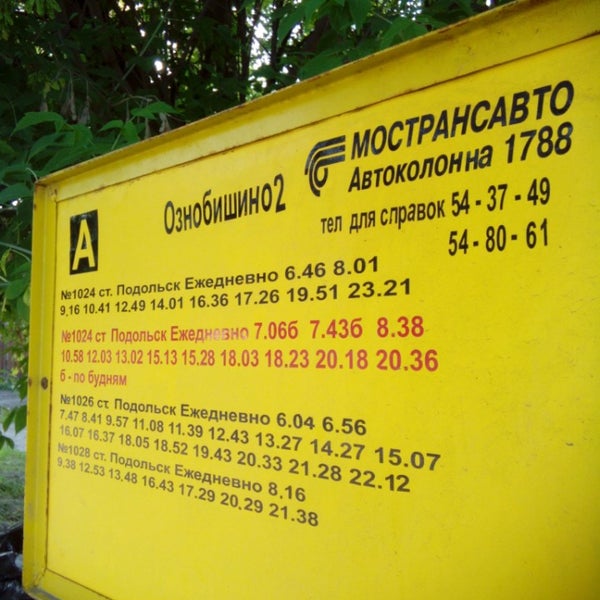 МОСТРАНСАВТО
Автоколонна 1788
А
Ознобишино2
тел для справок 54 - 37 - 49
54 - 80 - 61
№1024 ст. Подольск Ежедневно 6.46 8.01
9,16 10.41 12,49 14.01 16.36 17.26 19.51 23.21
№1024 ст Подольск Ежедневно 7.06б 7.43б 8.38
10.58 12.03 13.02 15.13 15.28 18.03 18.23 20.18 20.36
б - по будням
№1026 ст. Подольск Ежедневно 6.04 6.56
7.47 8.41 9.57 11.08 11.39 12.43 13.27 14.27 15.07
16.07 16.37 18.05 18.52 19.43 20.33 21.28 22.12
№1028 ст. Подольск Ежедневно 8.16
9.38 12.53 13.48 16.43 17.29 20.29 21.38